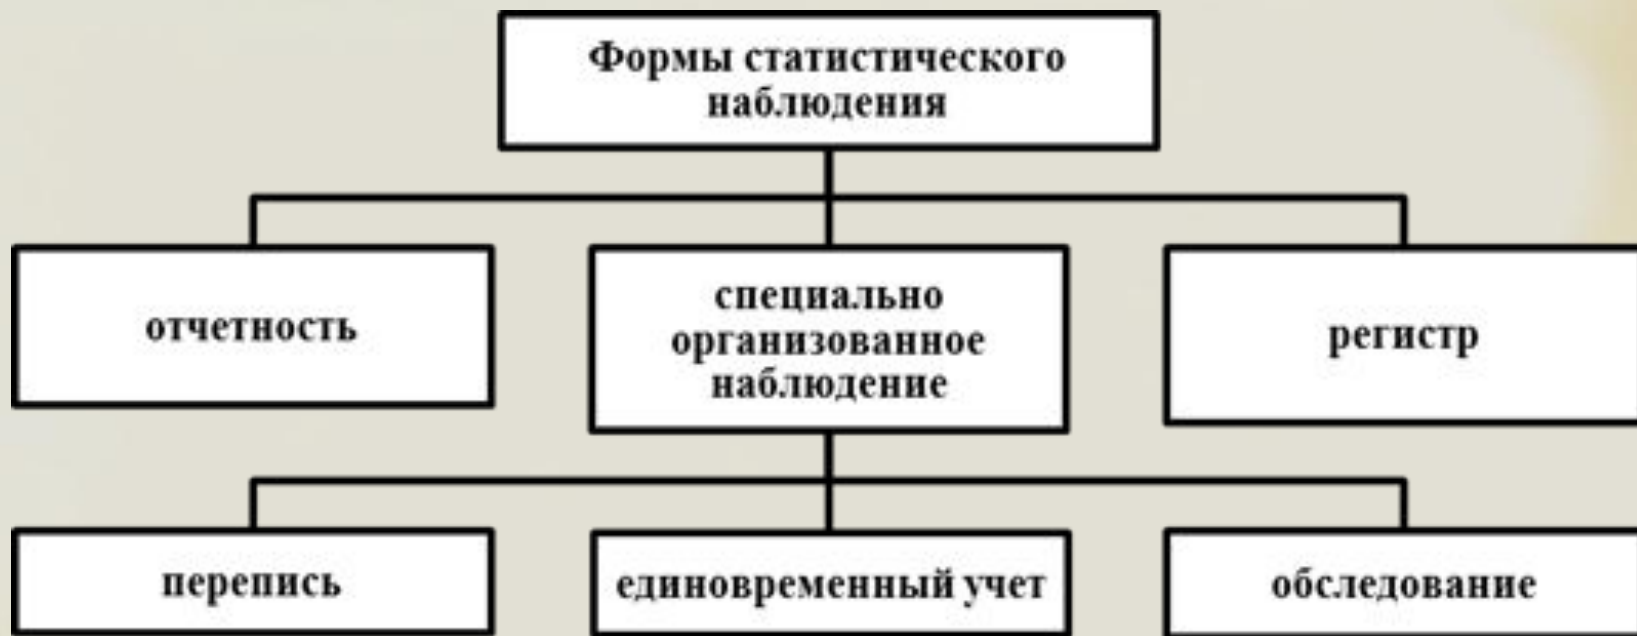 Формы статистического
наблюдения
отчетность
специально
организованное
наблюдение
регистр
перепись
единовременный учет
обследование